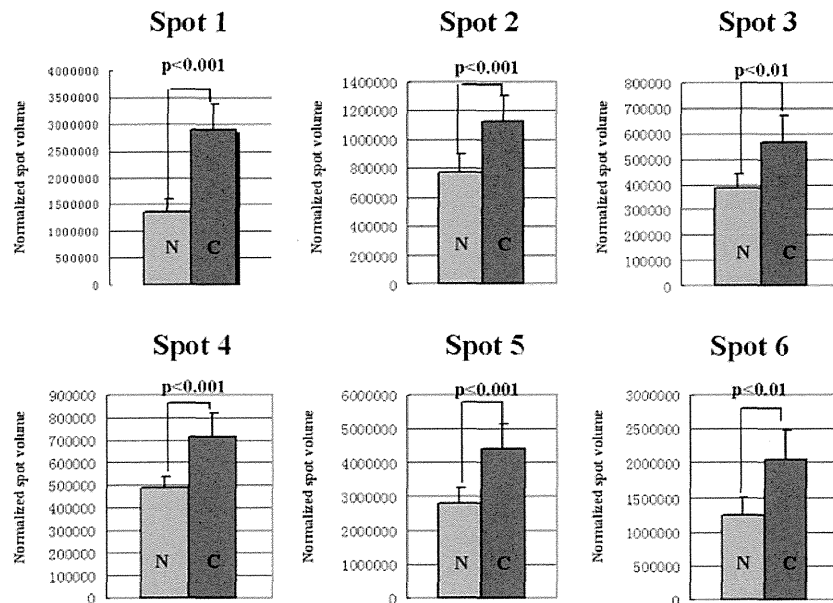 Spot 1
p<0.001
Normalized spot volume
4000000
3500000
3000000
2500000
2000000
1500000
1000000
500000
0
N
C
Spot 2
p<0.001
Normalized spot volume
1400000
1200000
1000000
800000
600000
400000
200000
0
N
C
Spot 3
p<0.01
Normalized spot volume
800000
700000
600000
500000
400000
300000
200000
100000
0
N
C
Spot 4
p<0.001
Normalized spot volume
900000
800000
700000
600000
500000
400000
300000
200000
100000
0
N
C
Spot 5
p<0.001
Normalized spot volume
6000000
5000000
4000000
3000000
2000000
1000000
0
N
C
Spot 6
p<0.01
Normalized spot volume
3000000
2500000
2000000
1500000
1000000
500000
0
N
C